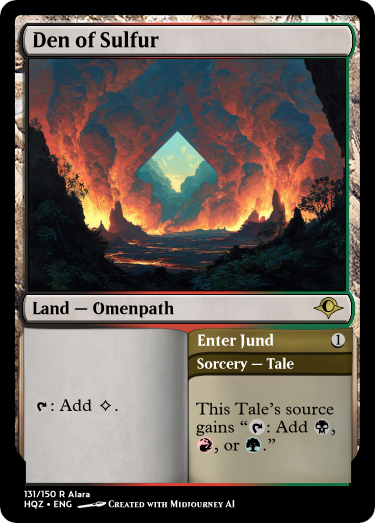 Den of Sulfur
Land — Omenpath
Enter Jund 1
Sorcery — Tale
: Add .
This Tale's source
gains “: Add ,
, or .”
131/150 R Alara
HQZ • ENG Created with Midjourney AI